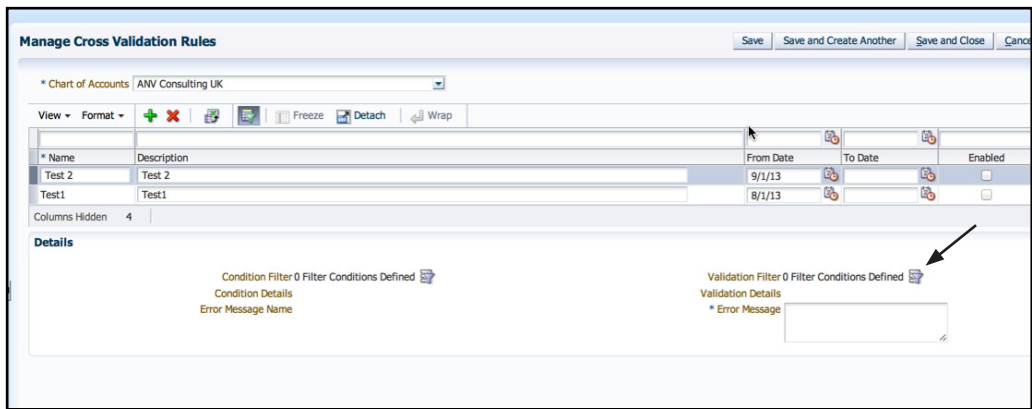 Manage Cross Validation Rules
Save Save and Create Another Save and Close Cance
* Chart of Accounts ANV Consulting UK
View Format Freeze Detach Wrap
* Name Description From Date To Date Enabled
Test 2 Test 2 9/1/13
Test1 Test1 8/1/13
Columns Hidden 4
Details
Condition Filter 0 Filter Conditions Defined Validation Filter 0 Filter Conditions Defined
Condition Details Validation Details
Error Message Name * Error Message